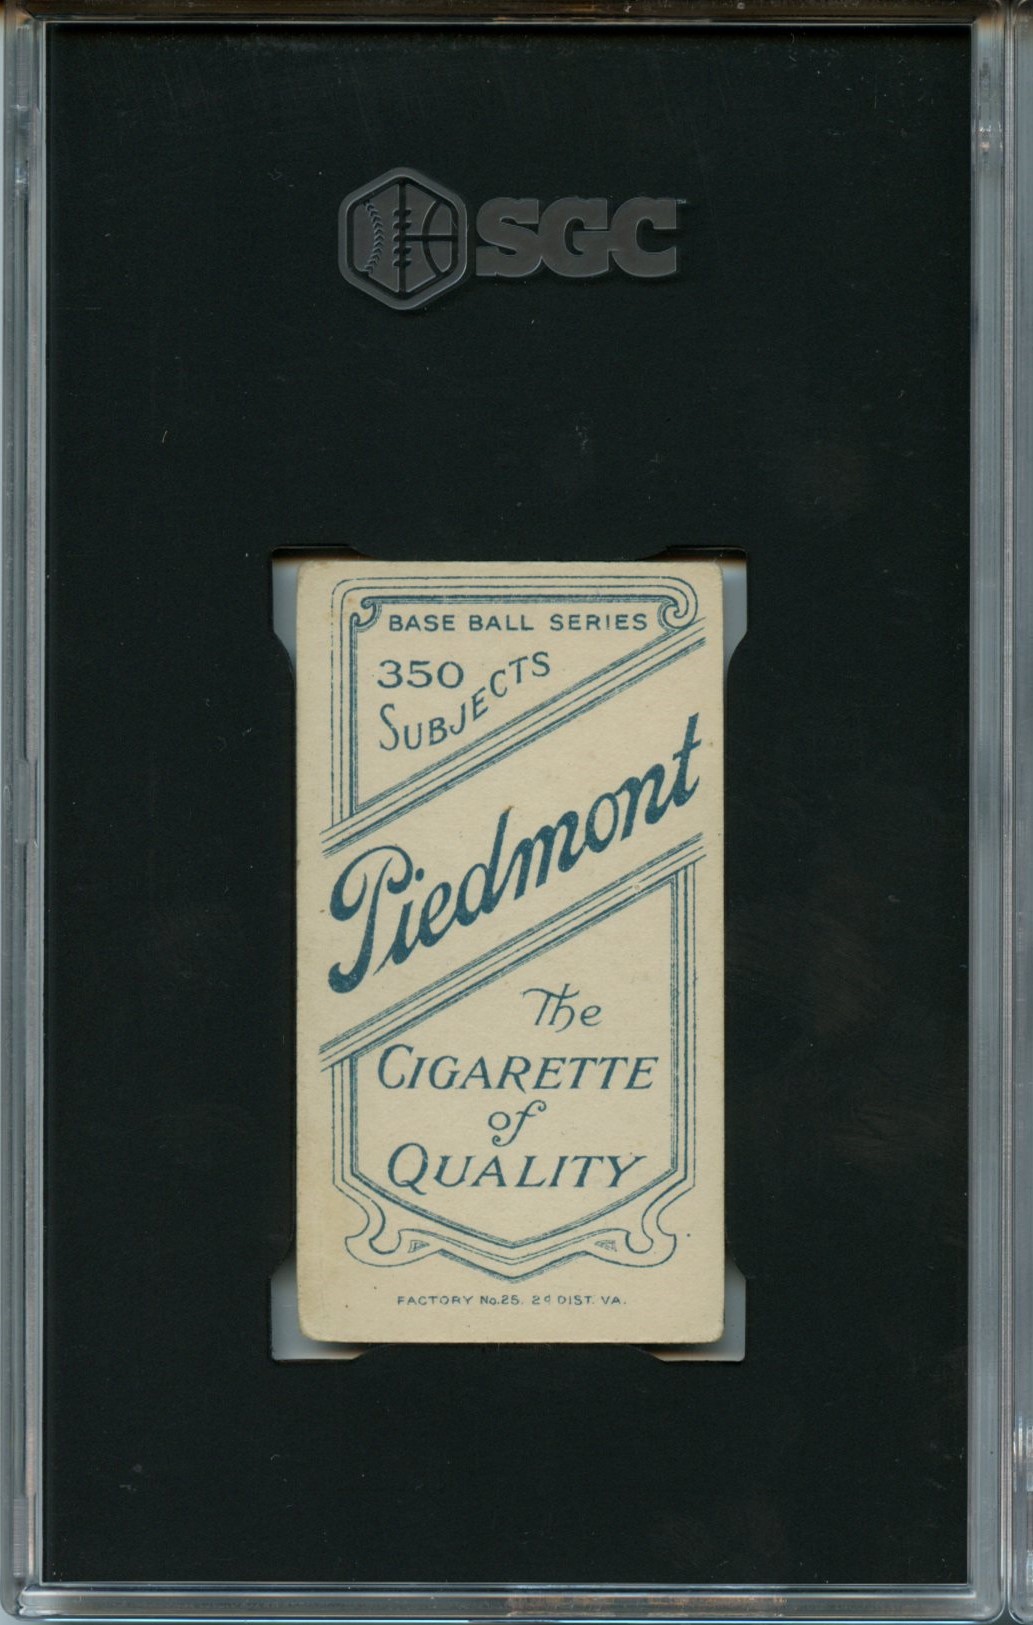 SGC
BASE BALL SERIES
350
SUBJECTS
Piedmont
The
CIGARETTE
of
QUALITY
FACTORY No.25. 2d DIST. VA.